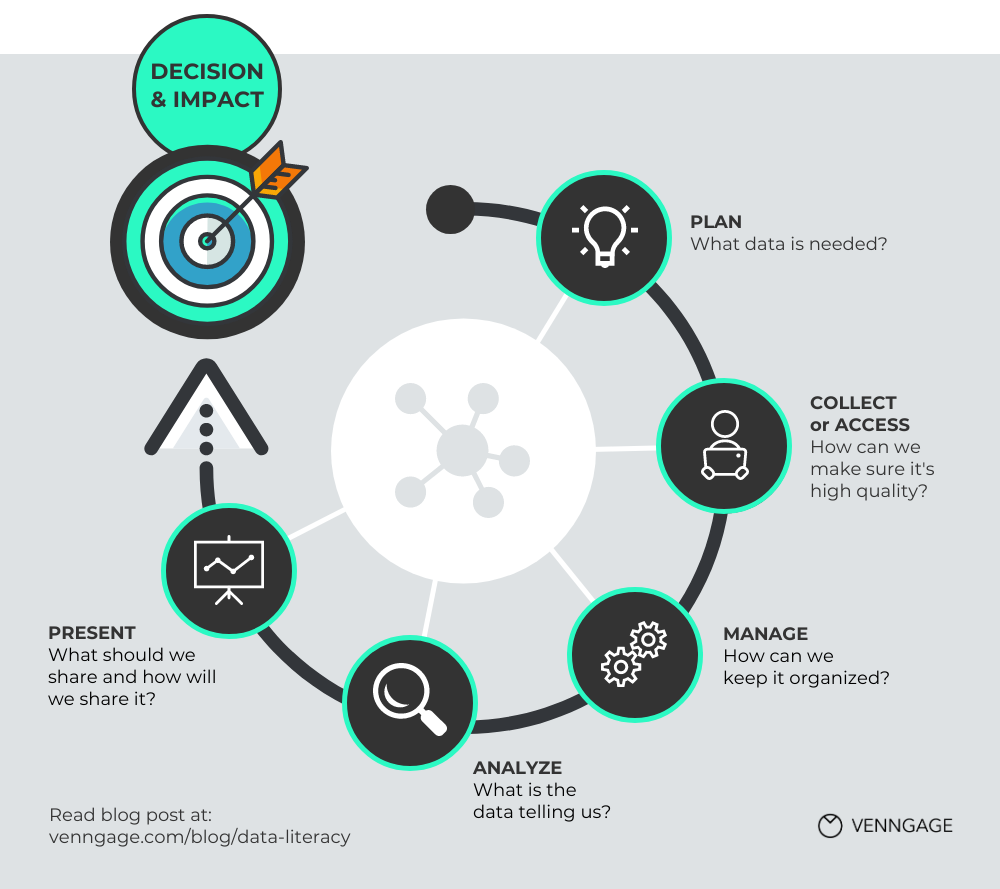 DECISION
& IMPACT
PLAN
What data is needed?
COLLECT
or ACCESS
How can we
make sure it's
high quality?
MANAGE
How can we
keep it organized?
PRESENT
What should we
share and how will
we share it?
ANALYZE
What is the
data telling us?
Read blog post at:
venngage.com/blog/data-literacy
VENNGAGE